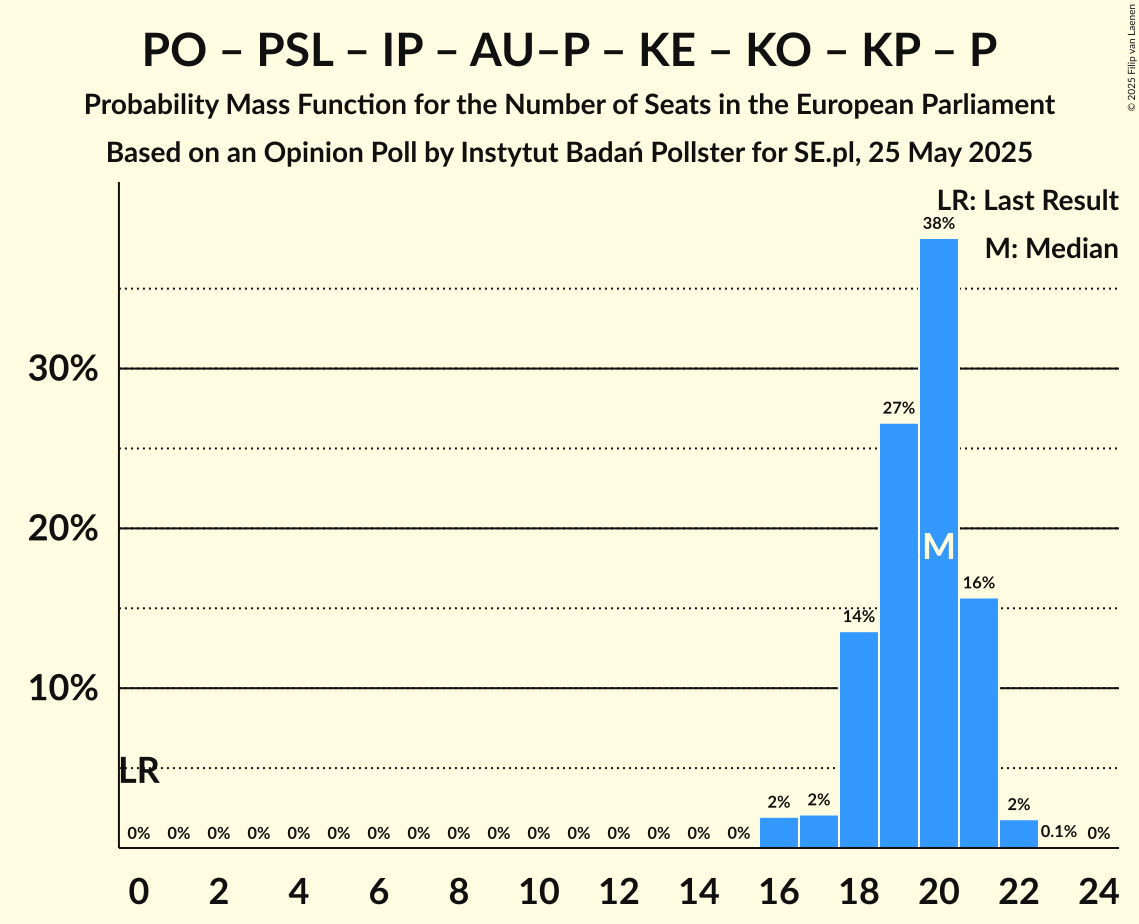 PO – PSL – IP – AU–P – KE – KO – KP – P
Probability Mass Function for the Number of Seats in the European Parliament
Based on an Opinion Poll by Instytut Badań Pollster for SE.pl, 25 May 2025
© 2025 Filip van Laenen
LR: Last Result
M: Median
38%
30%
27%
20%
M
16%
14%
10%
LR
0% 0% 0% 0% 0% 0% 0% 0% 0% 0% 0% 0% 0% 0% 0% 0% 2% 2% 2% 0.1% 0%
0 2 4 6 8 10 12 14 16 18 20 22 24